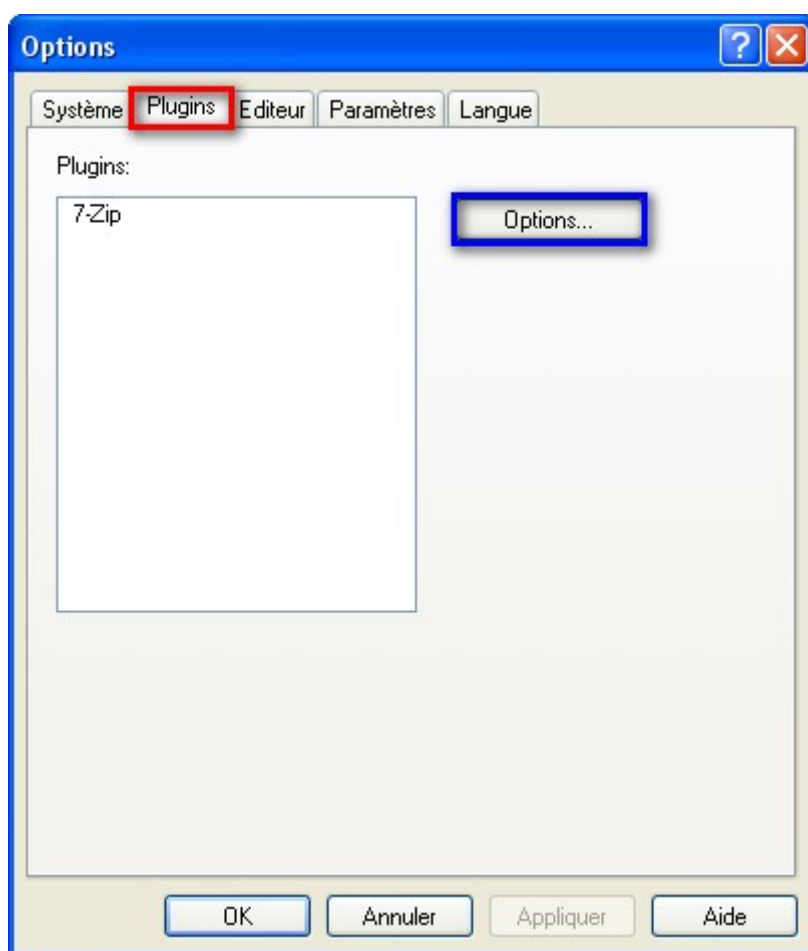 Options
Système Plugins Editeur Paramètres Langue
Plugins:
7-Zip
Options...
OK Annuler Appliquer Aide